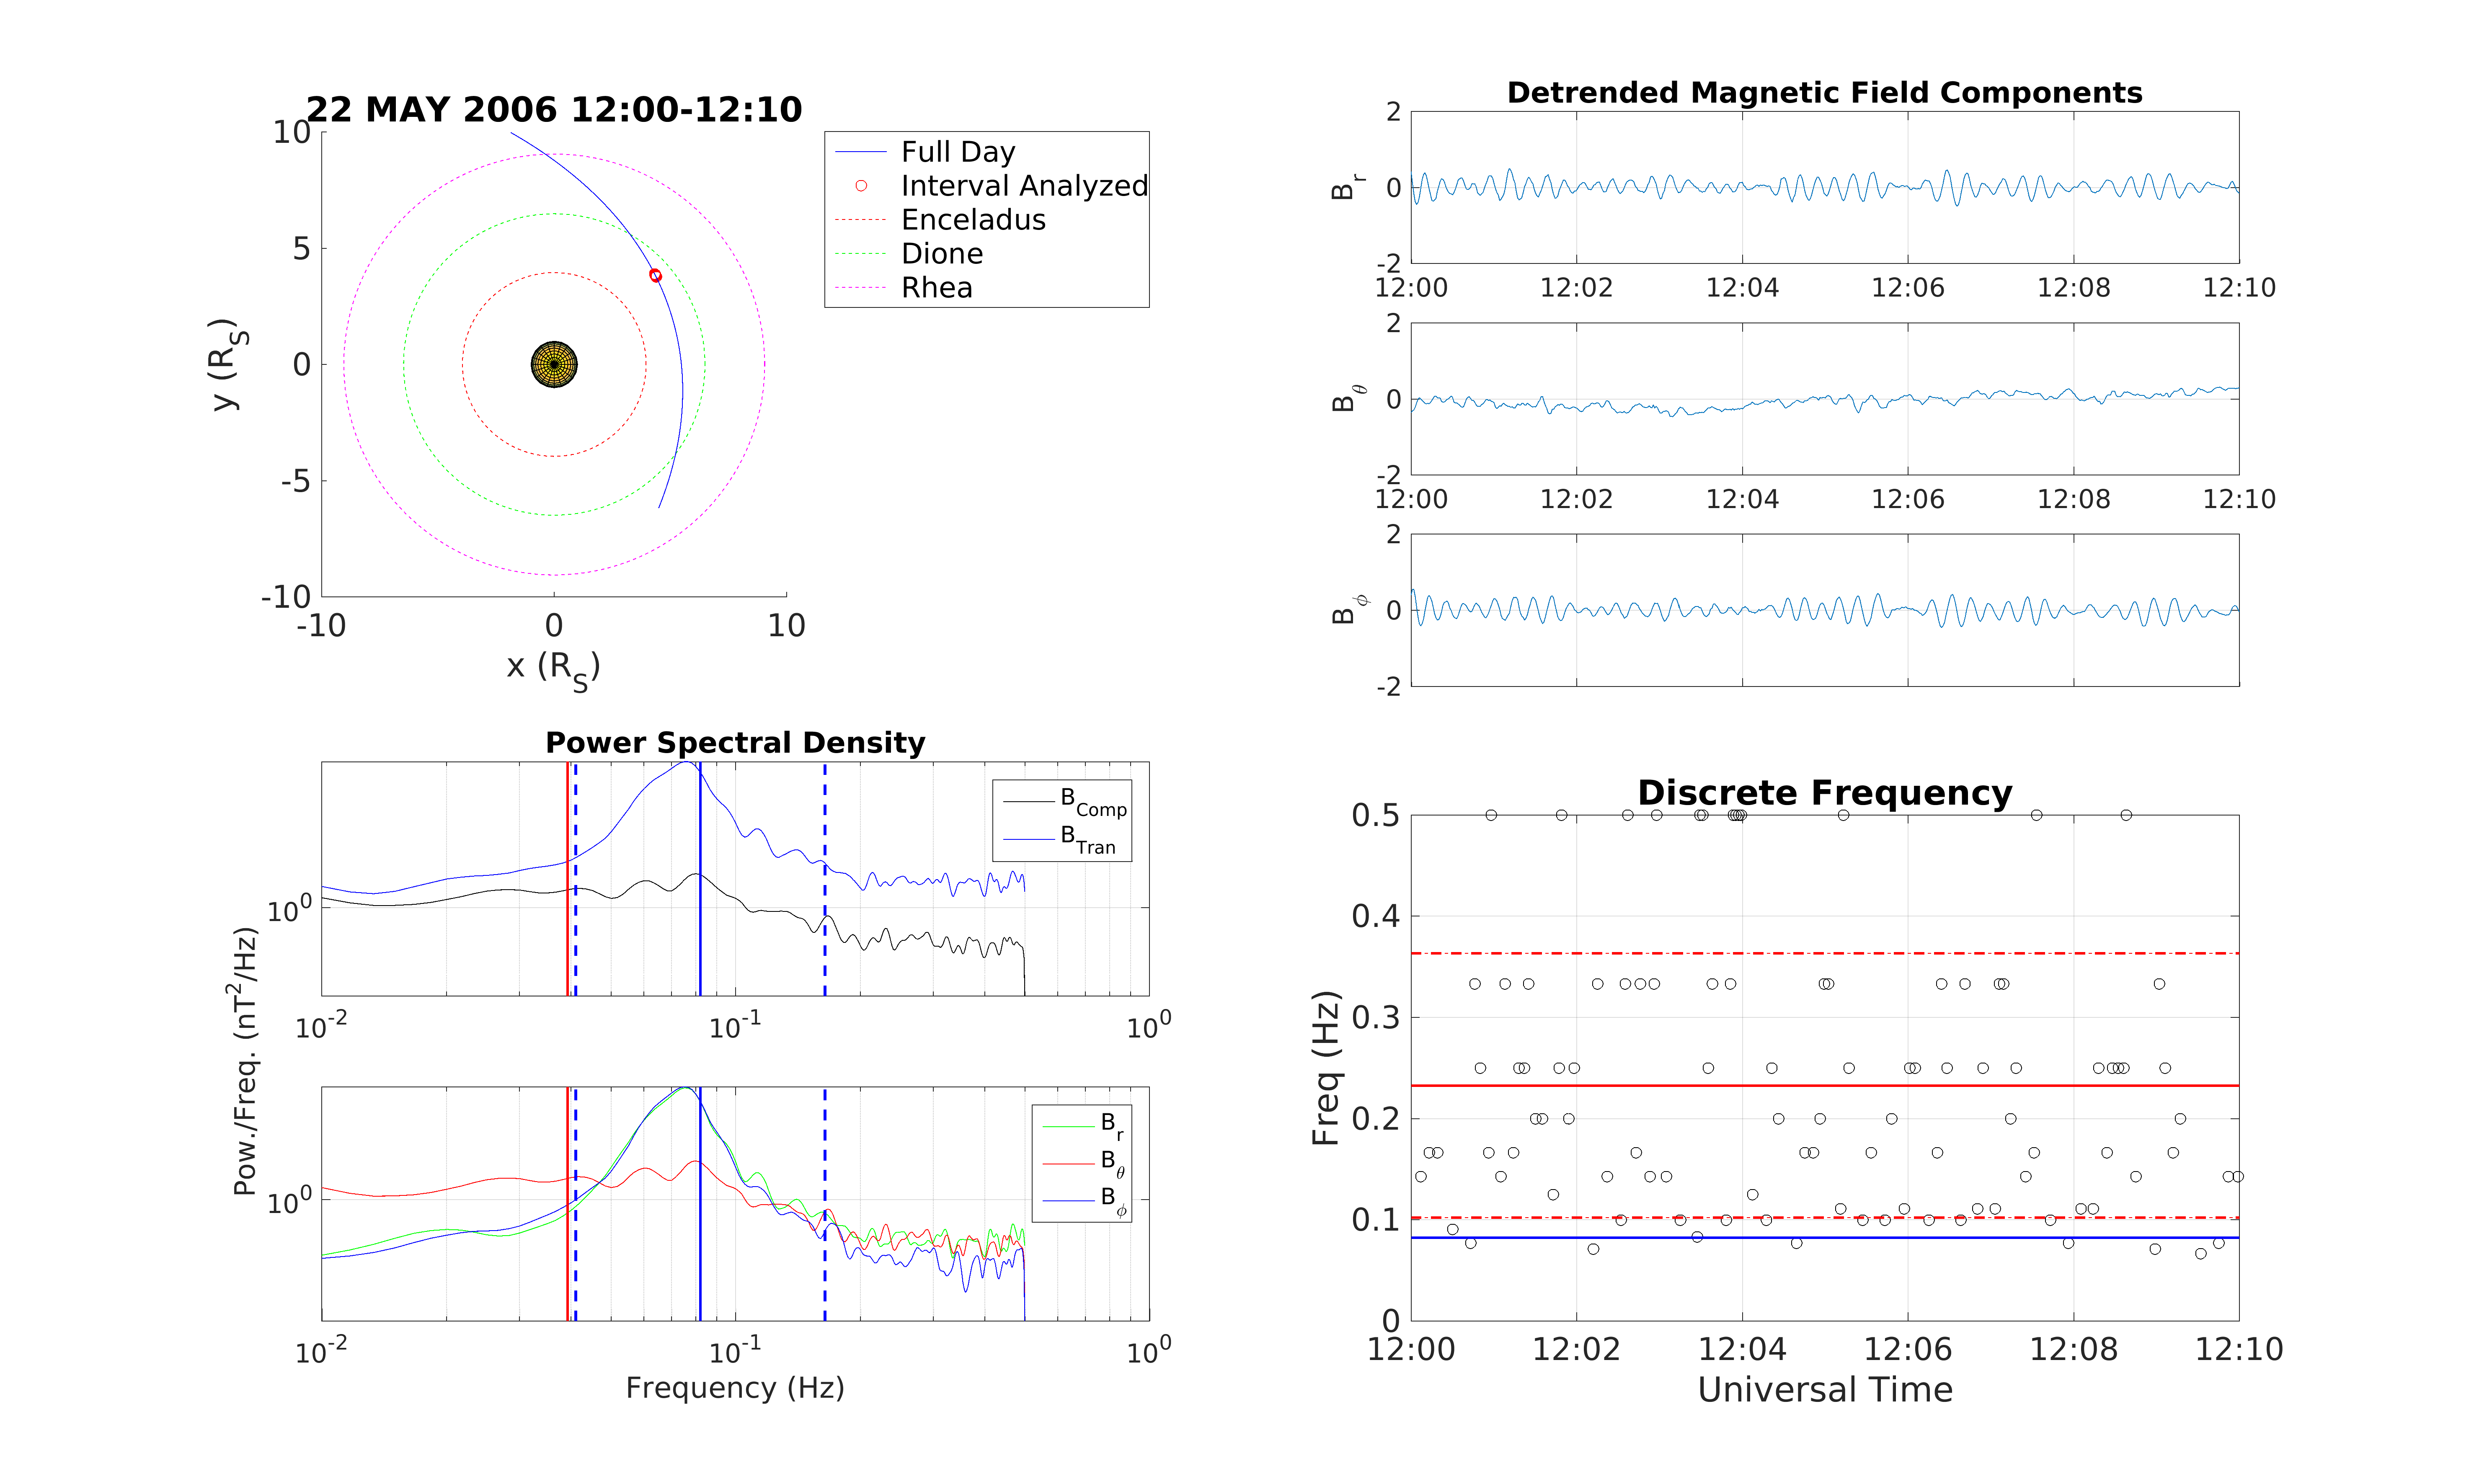 22 MAY 2006 12:00-12:10
10
5
0
-5
-10
-10 0 10
y (R_S)
x (R_S)
Full Day
Interval Analyzed
Enceladus
Dione
Rhea
Detrended Magnetic Field Components
2
0
-2
B_r
12:00 12:02 12:04 12:06 12:08 12:10
2
0
-2
B_θ
12:00 12:02 12:04 12:06 12:08 12:10
2
0
-2
B_ϕ
Power Spectral Density
10^0
B_Comp
B_Tran
10^-2 10^-1 10^0
Pow./Freq. (nT^2/Hz)
10^0
B_r
B_θ
B_ϕ
10^-2 10^-1 10^0
Frequency (Hz)
Discrete Frequency
0.5
0.4
0.3
0.2
0.1
0
Freq (Hz)
12:00 12:02 12:04 12:06 12:08 12:10
Universal Time